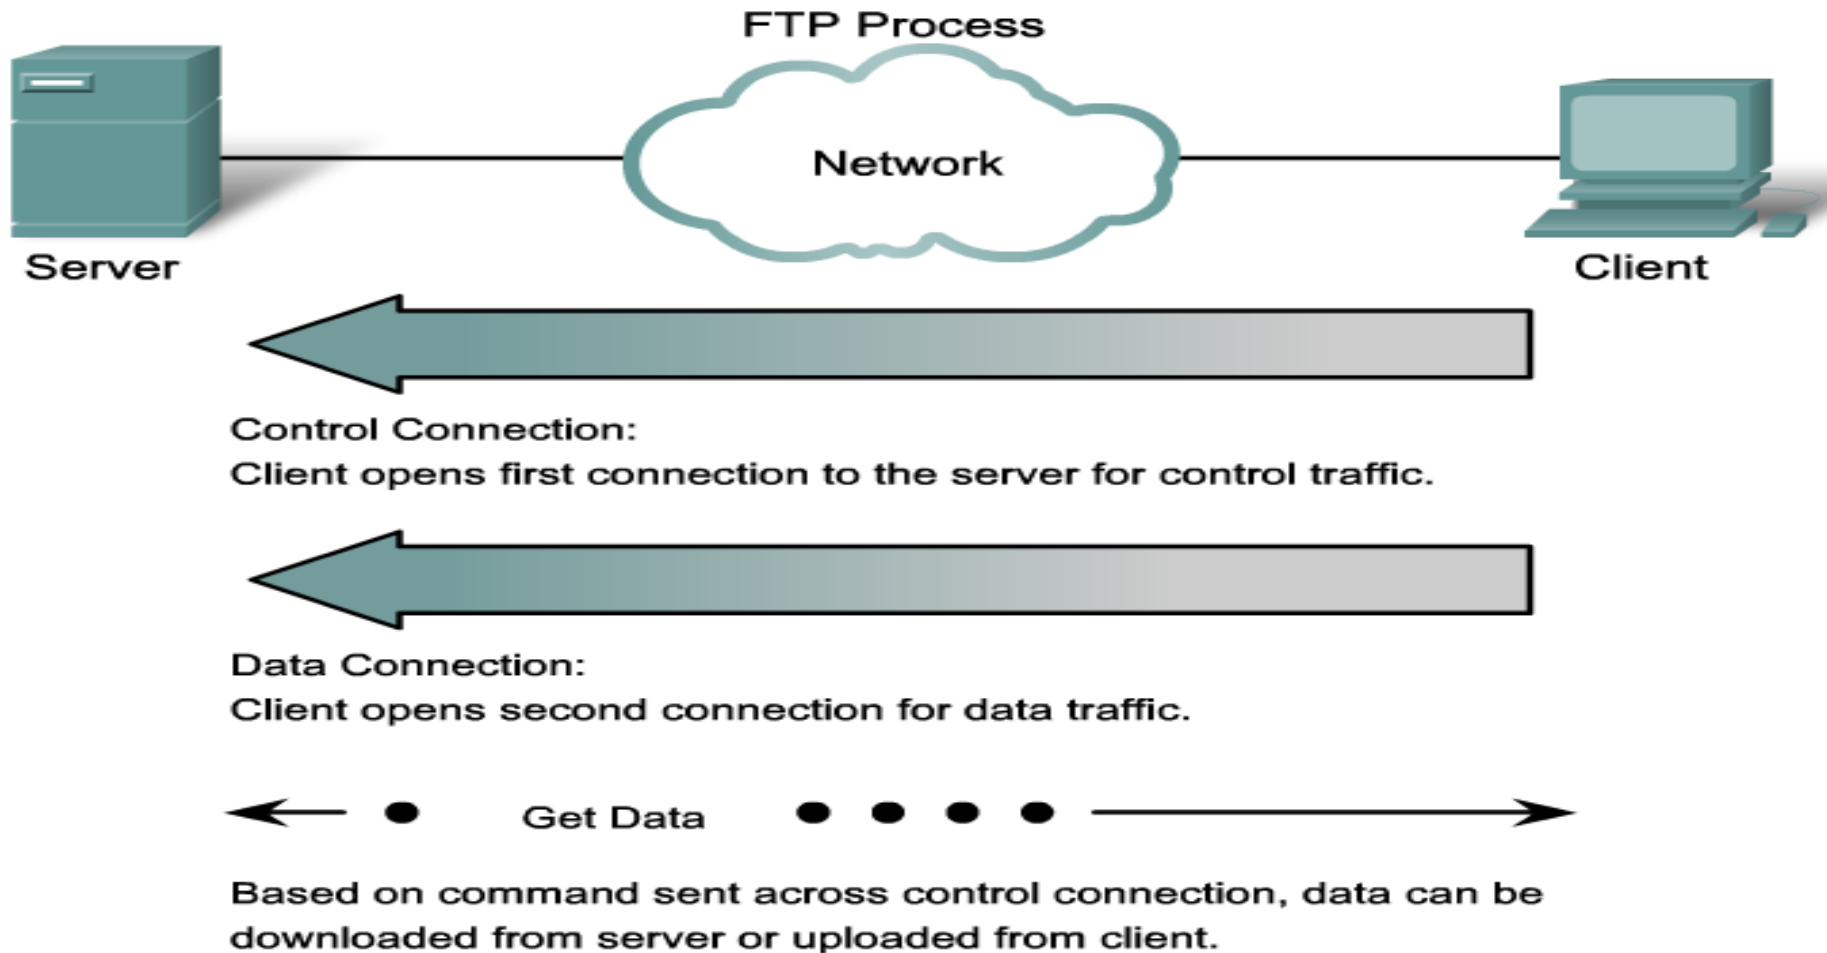 FTP Process
Network
Server
Client
Control Connection:
Client opens first connection to the server for control traffic.
Data Connection:
Client opens second connection for data traffic.
Get Data
Based on command sent across control connection, data can be
downloaded from server or uploaded from client.